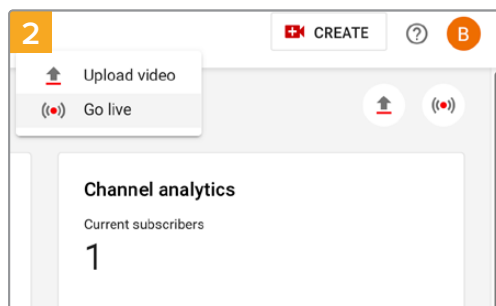 2
CREATE
B
Upload video
Go live
Channel analytics
Current subscribers
1